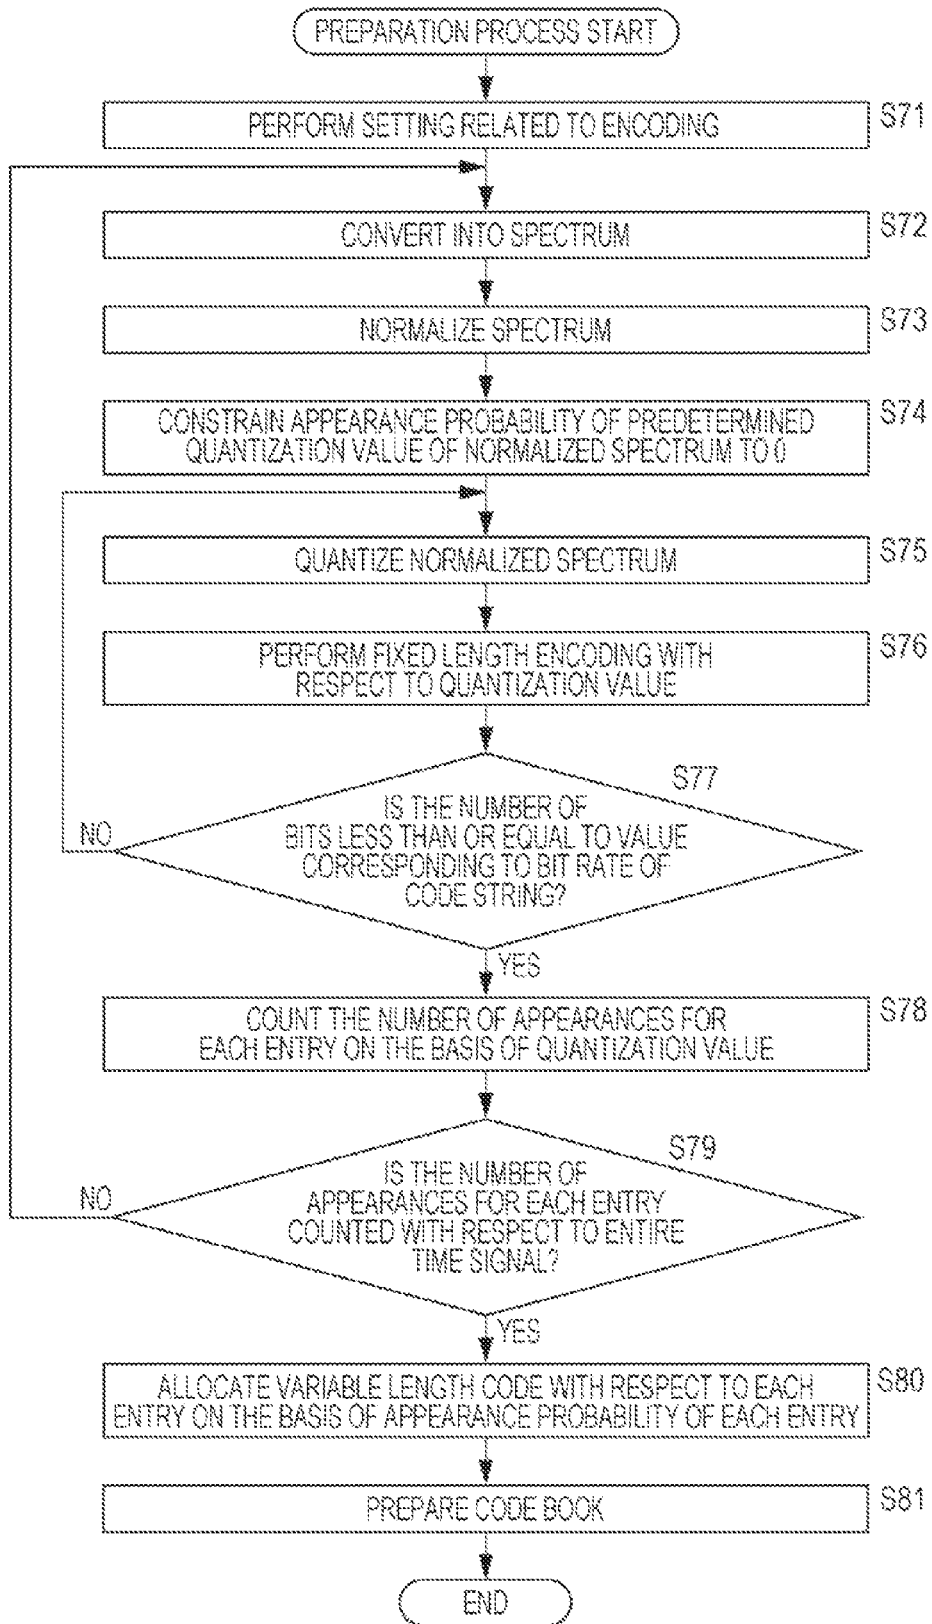 PREPARATION PROCESS START
PERFORM SETTING RELATED TO ENCODING
S71
CONVERT INTO SPECTRUM
S72
NORMALIZE SPECTRUM
S73
CONSTRAIN APPEARANCE PROBABILITY OF PREDETERMINED
QUANTIZATION VALUE OF NORMALIZED SPECTRUM TO 0
S74
QUANTIZE NORMALIZED SPECTRUM
S75
PERFORM FIXED LENGTH ENCODING WITH
RESPECT TO QUANTIZATION VALUE
S76
S77
IS THE NUMBER OF
BITS LESS THAN OR EQUAL TO VALUE
CORRESPONDING TO BIT RATE OF
CODE STRING?
NO
YES
COUNT THE NUMBER OF APPEARANCES FOR
EACH ENTRY ON THE BASIS OF QUANTIZATION VALUE
S78
S79
IS THE NUMBER OF
APPEARANCES FOR EACH ENTRY
COUNTED WITH RESPECT TO ENTIRE
TIME SIGNAL?
NO
YES
ALLOCATE VARIABLE LENGTH CODE WITH RESPECT TO EACH
ENTRY ON THE BASIS OF APPEARANCE PROBABILITY OF EACH ENTRY
S80
PREPARE CODE BOOK
S81
END